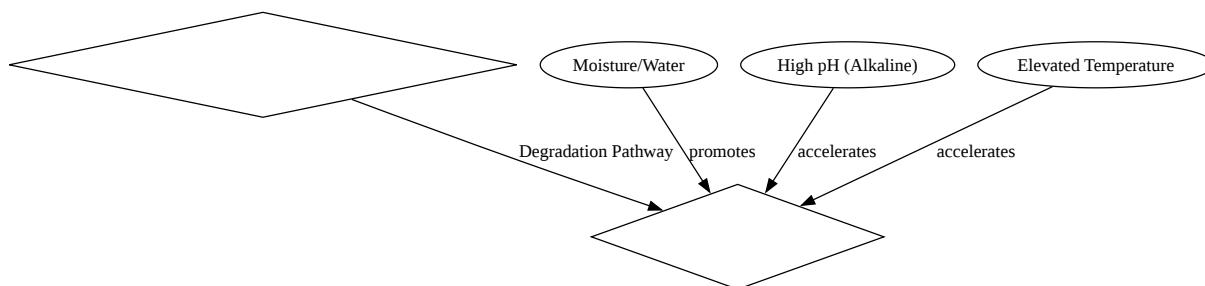 Moisture/Water
High pH (Alkaline)
Elevated Temperature
Degradation Pathway
promotes
accelerates
accelerates